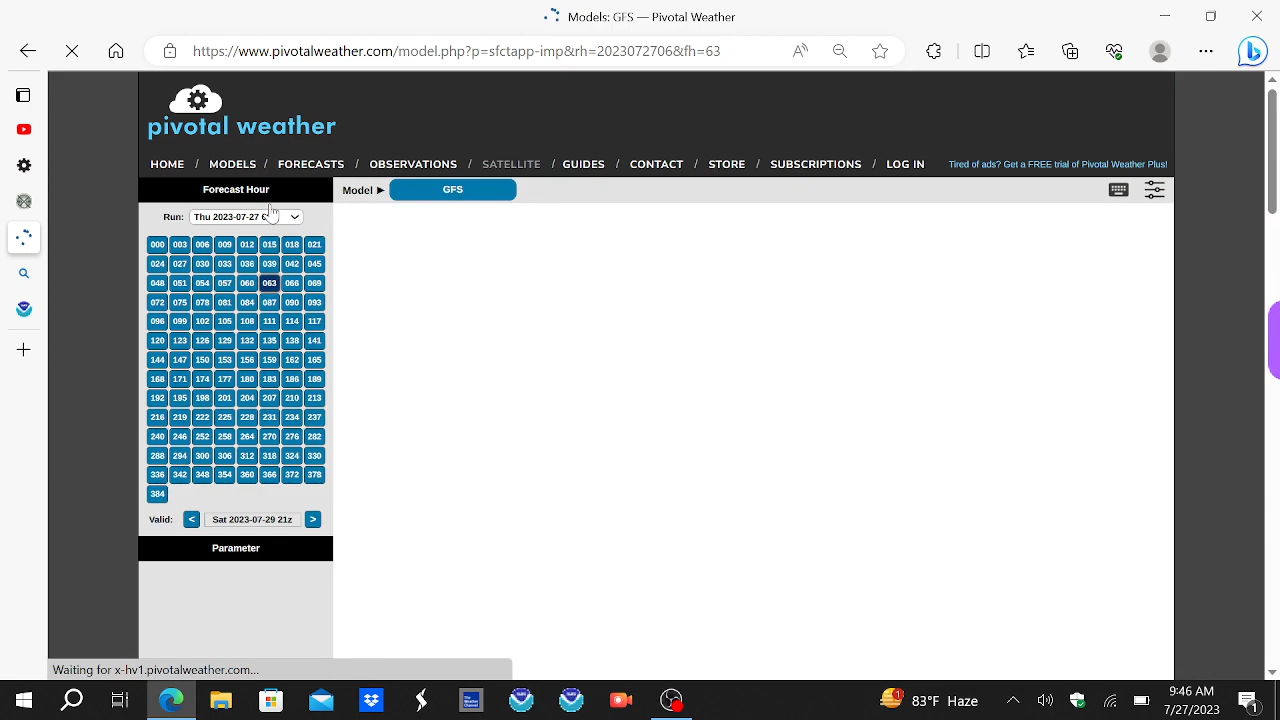 Models: GFS — Pivotal Weather
https://www.pivotalweather.com/model.php?p=sfctapp-imp&rh=2023072706&fh=63
pivotal weather
HOME / MODELS / FORECASTS / OBSERVATIONS / SATELLITE / GUIDES / CONTACT / STORE / SUBSCRIPTIONS / LOG IN Tired of ads? Get a FREE trial of Pivotal Weather Plus!
Forecast Hour Model ► GFS
Run: Thu 2023-07-27 6
000 003 006 009 012 015 018 021
024 027 030 033 036 039 042 045
048 051 054 057 060 063 066 069
072 075 078 081 084 087 090 093
096 099 102 105 108 111 114 117
120 123 126 129 132 135 138 141
144 147 150 153 156 159 162 165
168 171 174 177 180 183 186 189
192 195 198 201 204 207 210 213
216 219 222 225 228 231 234 237
240 246 252 258 264 270 276 282
288 294 300 306 312 318 324 330
336 342 348 354 360 366 372 378
384
Valid: < Sat 2023-07-29 21z >
Parameter
Waiting for x-hv1.pivotalweather.com...
83°F Haze
9:46 AM
7/27/2023